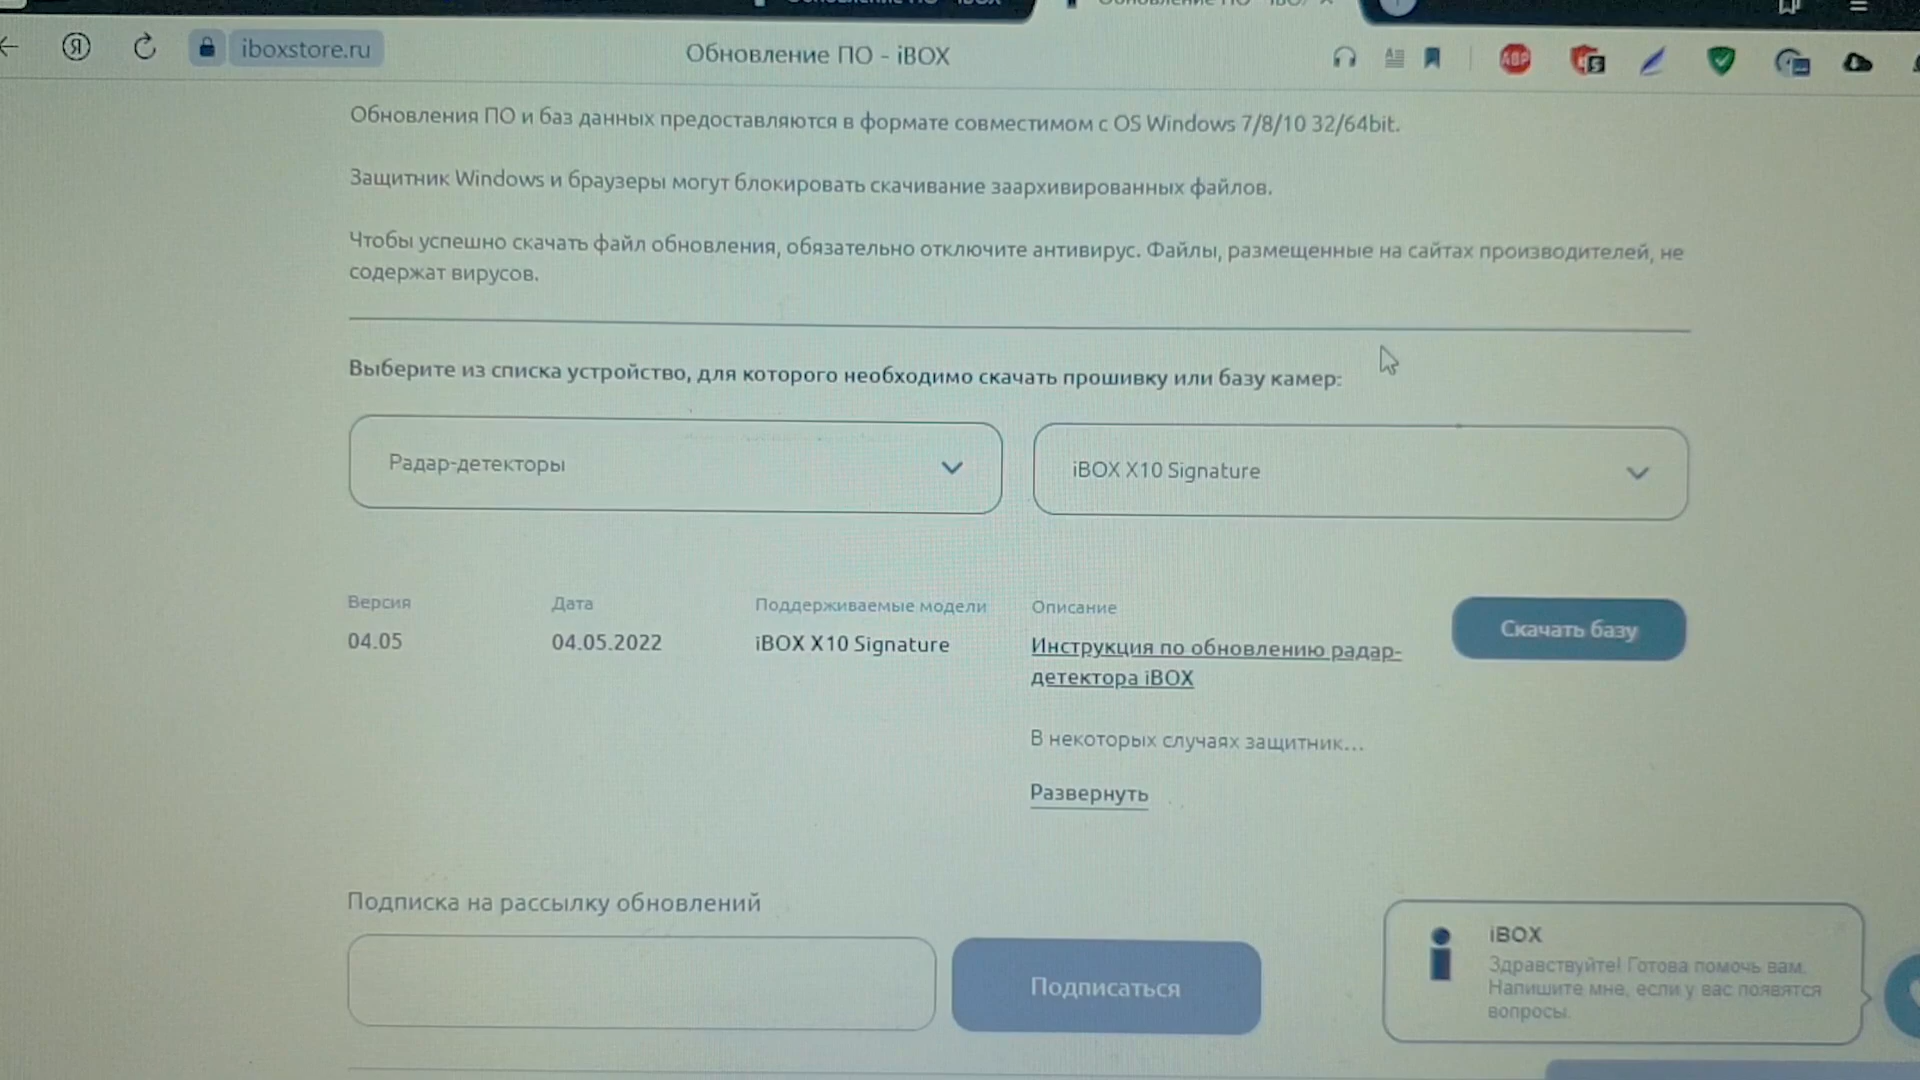 iboxstore.ru
Обновление ПО - iBOX
ABP
Обновления ПО и баз данных предоставляются в формате совместимом с OS Windows 7/8/10 32/64bit.
Защитник Windows и браузеры могут блокировать скачивание заархивированных файлов.
Чтобы успешно скачать файл обновления, обязательно отключите антивирус. Файлы, размещенные на сайтах производителей, не
содержат вирусов.
Выберите из списка устройство, для которого необходимо скачать прошивку или базу камер:
Радар-детекторы
iBOX X10 Signature
Версия
Дата
Поддерживаемые модели
Описание
04.05
04.05.2022
iBOX X10 Signature
Инструкция по обновлению радар-
детектора iBOX
Скачать базу
В некоторых случаях защитник...
Развернуть
Подписка на рассылку обновлений
Подписаться
iBOX
Здравствуйте! Готова помочь вам.
Напишите мне, если у вас появятся
вопросы.